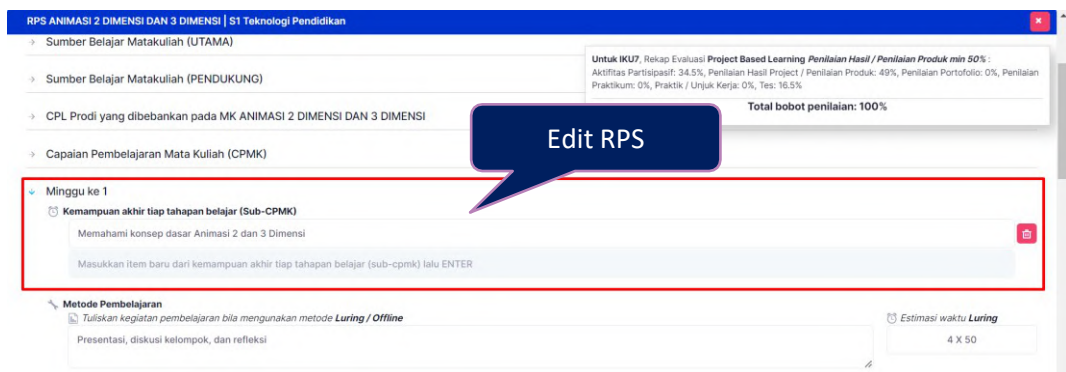 RPS ANIMASI 2 DIMENSI DAN 3 DIMENSI | S1 Teknologi Pendidikan
Sumber Belajar Matakuliah (UTAMA)
Untuk IKU7, Rekap Evaluasi Project Based Learning Penilaian Hasil / Penilaian Produk min 50% :
Aktifitas Partisipasif: 34.5%, Penilaian Hasil Project / Penilaian Produk: 49%, Penilaian Portofolio: 0%, Penilaian
Praktikum: 0%, Praktik / Unjuk Kerja: 0%, Tes: 16.5%
Total bobot penilaian: 100%
Sumber Belajar Matakuliah (PENDUKUNG)
CPL Prodi yang dibebankan pada MK ANIMASI 2 DIMENSI DAN 3 DIMENSI
Edit RPS
Capaian Pembelajaran Mata Kuliah (CPMK)
Minggu ke 1
Kemampuan akhir tiap tahapan belajar (Sub-CPMK)
Memahami konsep dasar Animasi 2 dan 3 Dimensi
Masukkan item baru dari kemampuan akhir tiap tahapan belajar (sub-cpmk) lalu ENTER
Metode Pembelajaran
Tuliskan kegiatan pembelajaran bila mengunakan metode Luring / Offline
Estimasi waktu Luring
Presentasi, diskusi kelompok, dan refleksi
4 X 50